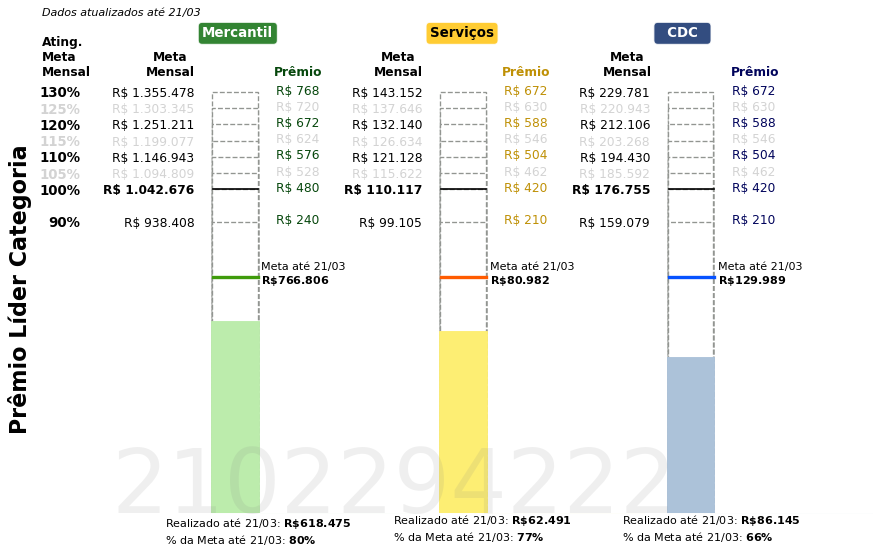 Dados atualizados até 21/03
Mercantil Serviços CDC
Ating.
Meta Meta Meta Meta
Mensal Mensal Prêmio Mensal Prêmio Mensal Prêmio
130% R$ 1.355.478 R$ 768 R$ 143.152 R$ 672 R$ 229.781 R$ 672
125% R$ 1.303.345 R$ 720 R$ 137.646 R$ 630 R$ 220.943 R$ 630
120% R$ 1.251.211 R$ 672 R$ 132.140 R$ 588 R$ 212.106 R$ 588
115% R$ 1.199.077 R$ 624 R$ 126.634 R$ 546 R$ 203.268 R$ 546
110% R$ 1.146.943 R$ 576 R$ 121.128 R$ 504 R$ 194.430 R$ 504
105% R$ 1.094.809 R$ 528 R$ 115.622 R$ 462 R$ 185.592 R$ 462
100% R$ 1.042.676 R$ 480 R$ 110.117 R$ 420 R$ 176.755 R$ 420
90% R$ 938.408 R$ 240 R$ 99.105 R$ 210 R$ 159.079 R$ 210
Meta até 21/03 Meta até 21/03 Meta até 21/03
R$766.806 R$80.982 R$129.989
Prêmio Líder Categoria
2102294222
Realizado até 21/03: R$618.475 Realizado até 21/03: R$62.491 Realizado até 21/03: R$86.145
% da Meta até 21/03: 80% % da Meta até 21/03: 77% % da Meta até 21/03: 66%